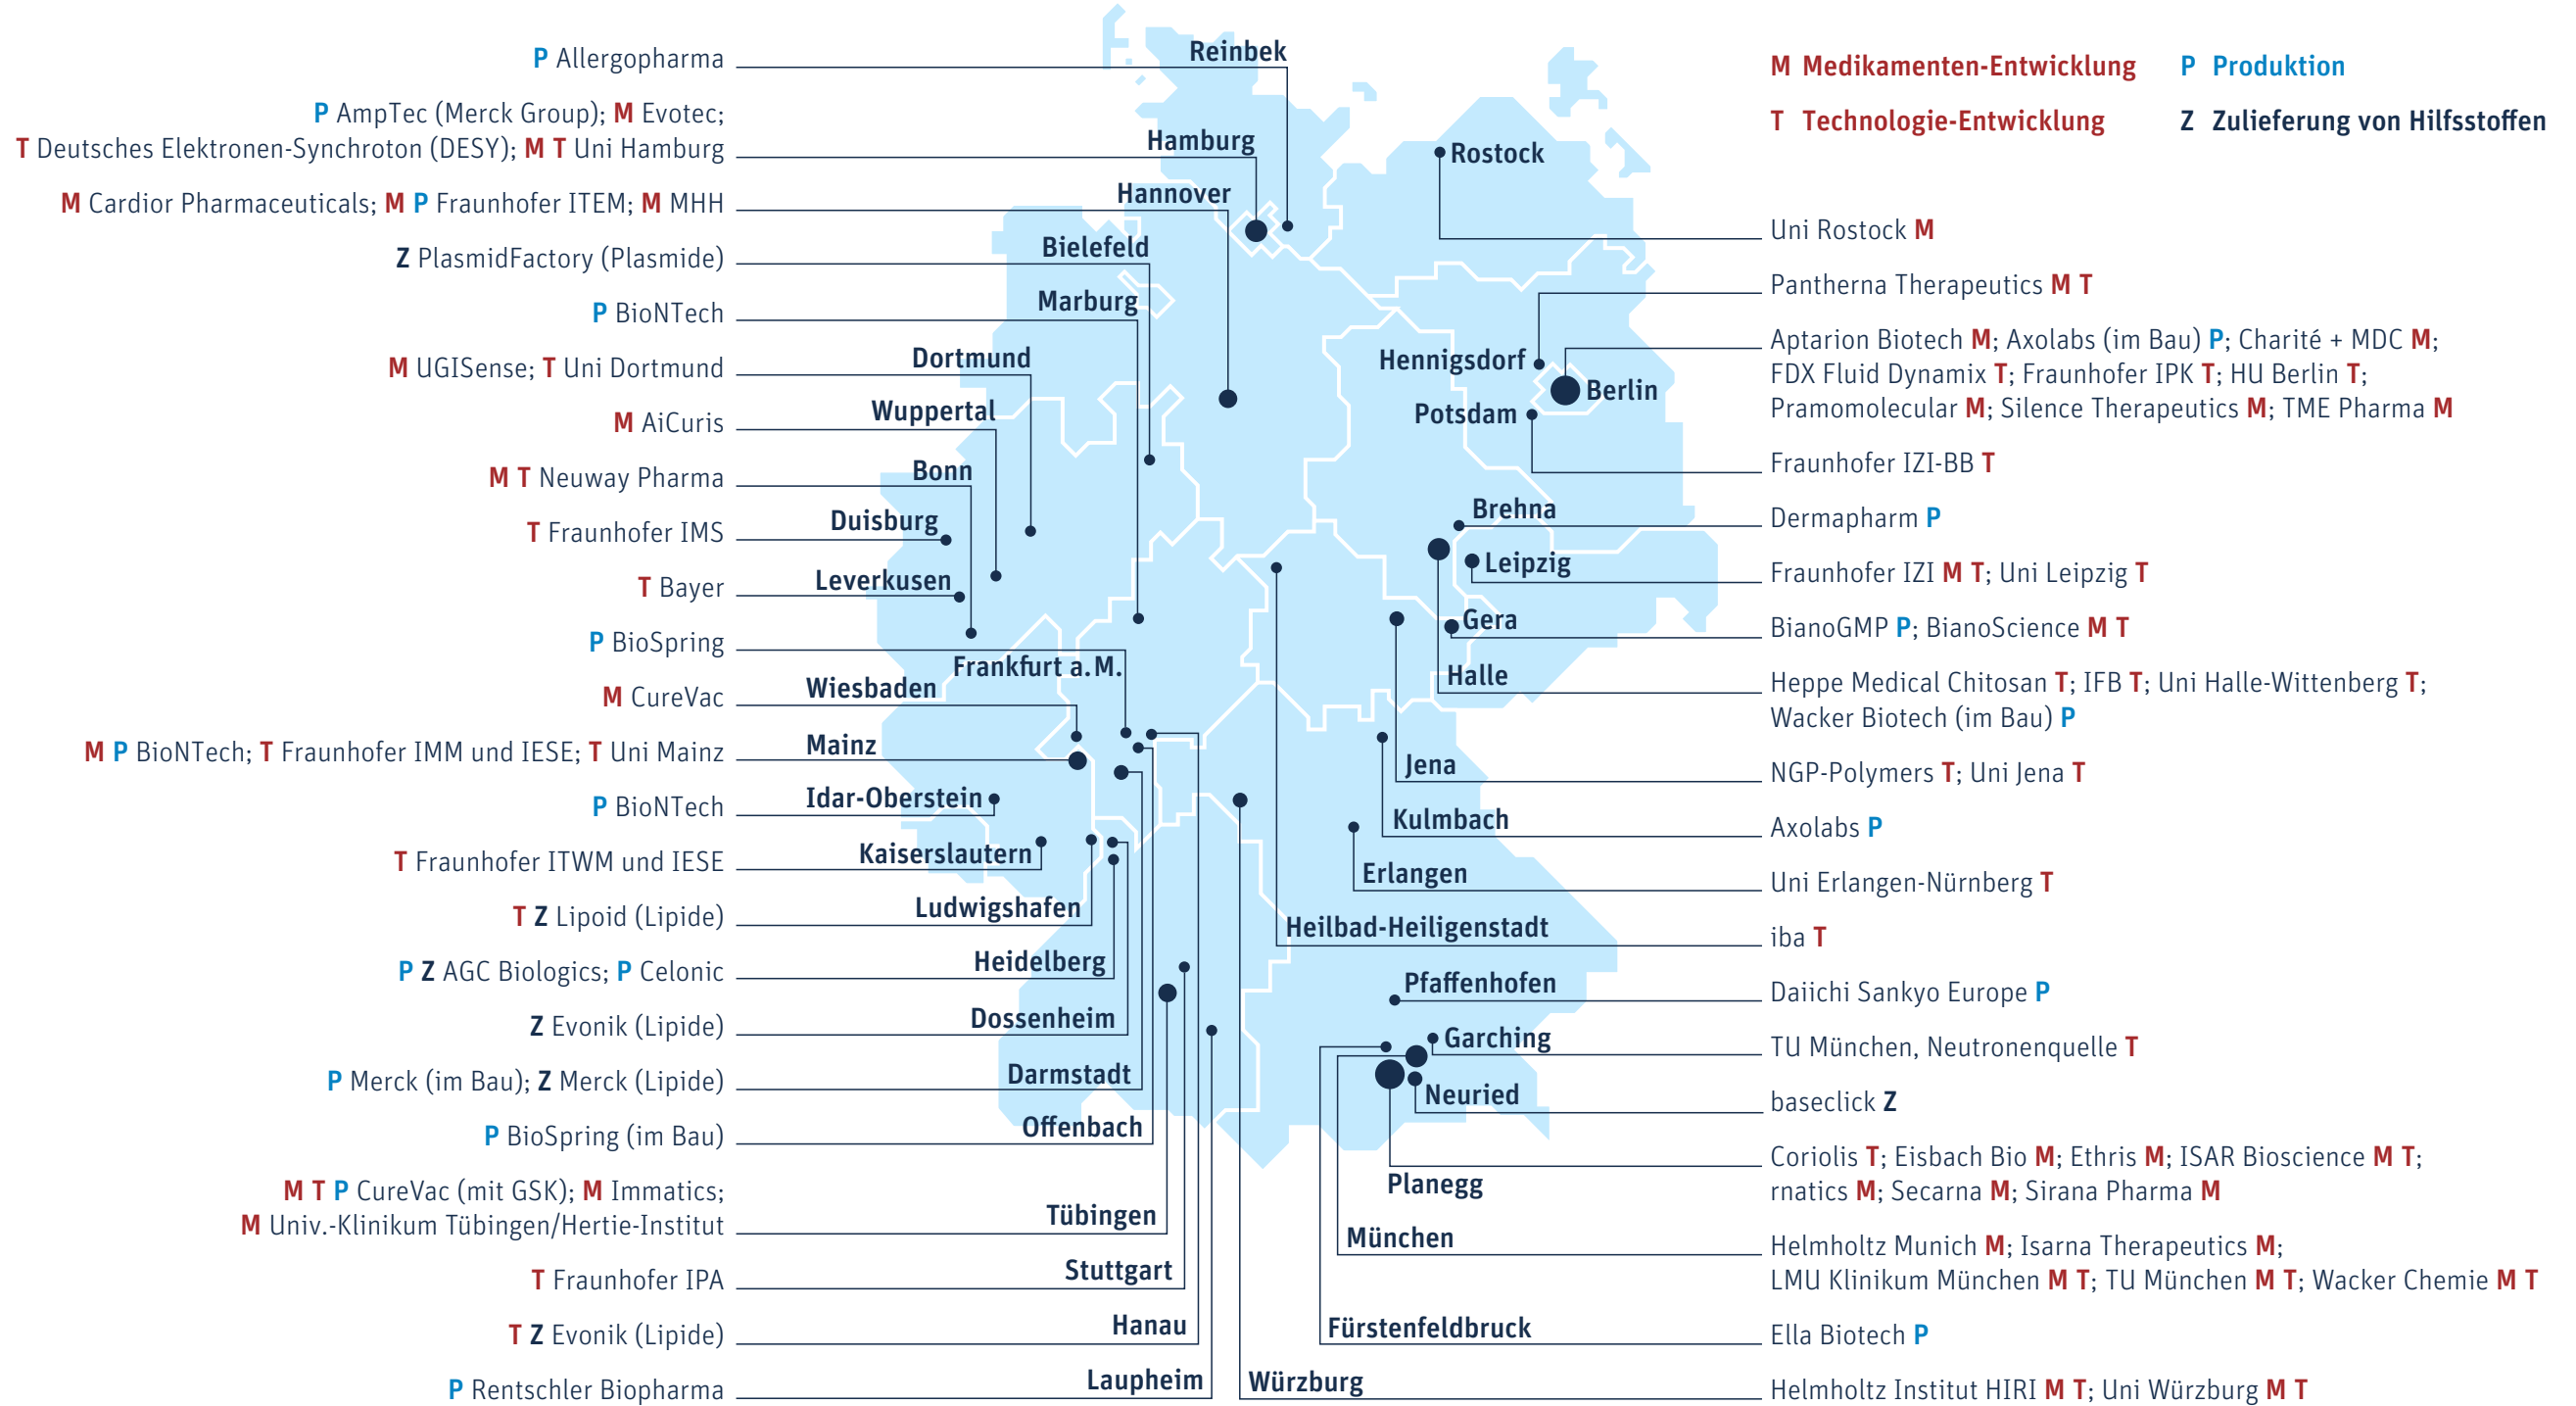 M Medikamenten-Entwicklung P Produktion
T Technologie-Entwicklung Z Zulieferung von Hilfsstoffen
P Allergopharma Reinbek
P AmpTec (Merck Group); M Evotec;
T Deutsches Elektronen-Synchroton (DESY); M T Uni Hamburg Hamburg
M Cardior Pharmaceuticals; M P Fraunhofer ITEM; M MHH Hannover
Z PlasmidFactory (Plasmide) Bielefeld
P BioNTech Marburg
M UGISense; T Uni Dortmund Dortmund
M AiCuris Wuppertal
M T Neuway Pharma Bonn
T Fraunhofer IMS Duisburg
T Bayer Leverkusen
P BioSpring Frankfurt a. M.
M CureVac Wiesbaden
M P BioNTech; T Fraunhofer IMM und IESE; T Uni Mainz Mainz
P BioNTech Idar-Oberstein
T Fraunhofer ITWM und IESE Kaiserslautern
T Z Lipoid (Lipide) Ludwigshafen
P Z AGC Biologics; P Celonic Heidelberg
Z Evonik (Lipide) Dossenheim
P Merck (im Bau); Z Merck (Lipide) Darmstadt
P BioSpring (im Bau) Offenbach
M T P CureVac (mit GSK); M Immatics;
M Univ.-Klinikum Tübingen/Hertie-Institut Tübingen
T Fraunhofer IPA Stuttgart
T Z Evonik (Lipide) Hanau
P Rentschler Biopharma Laupheim
Rostock
Uni Rostock M
Hennigsdorf Pantherna Therapeutics M T
Berlin
Aptarion Biotech M; Axolabs (im Bau) P; Charité + MDC M;
FDX Fluid Dynamix T; Fraunhofer IPK T; HU Berlin T;
Pramomolecular M; Silence Therapeutics M; TME Pharma M
Potsdam Fraunhofer IZI-BB T
Brehna Dermapharm P
Leipzig Fraunhofer IZI M T; Uni Leipzig T
Gera BianoGMP P; BianoScience M T
Halle Heppe Medical Chitosan T; IFB T; Uni Halle-Wittenberg T;
Wacker Biotech (im Bau) P
Jena NGP-Polymers T; Uni Jena T
Kulmbach Axolabs P
Erlangen Uni Erlangen-Nürnberg T
Heilbad-Heiligenstadt iba T
Pfaffenhofen Daiichi Sankyo Europe P
Garching TU München, Neutronenquelle T
Neuried baseclick Z
Planegg
Coriolis T; Eisbach Bio M; Ethris M; ISAR Bioscience M T;
rnatics M; Secarna M; Sirana Pharma M
München Helmholtz Munich M; Isarna Therapeutics M;
LMU Klinikum München M T; TU München M T; Wacker Chemie M T
Fürstenfeldbruck Ella Biotech P
Würzburg Helmholtz Institut HIRI M T; Uni Würzburg M T